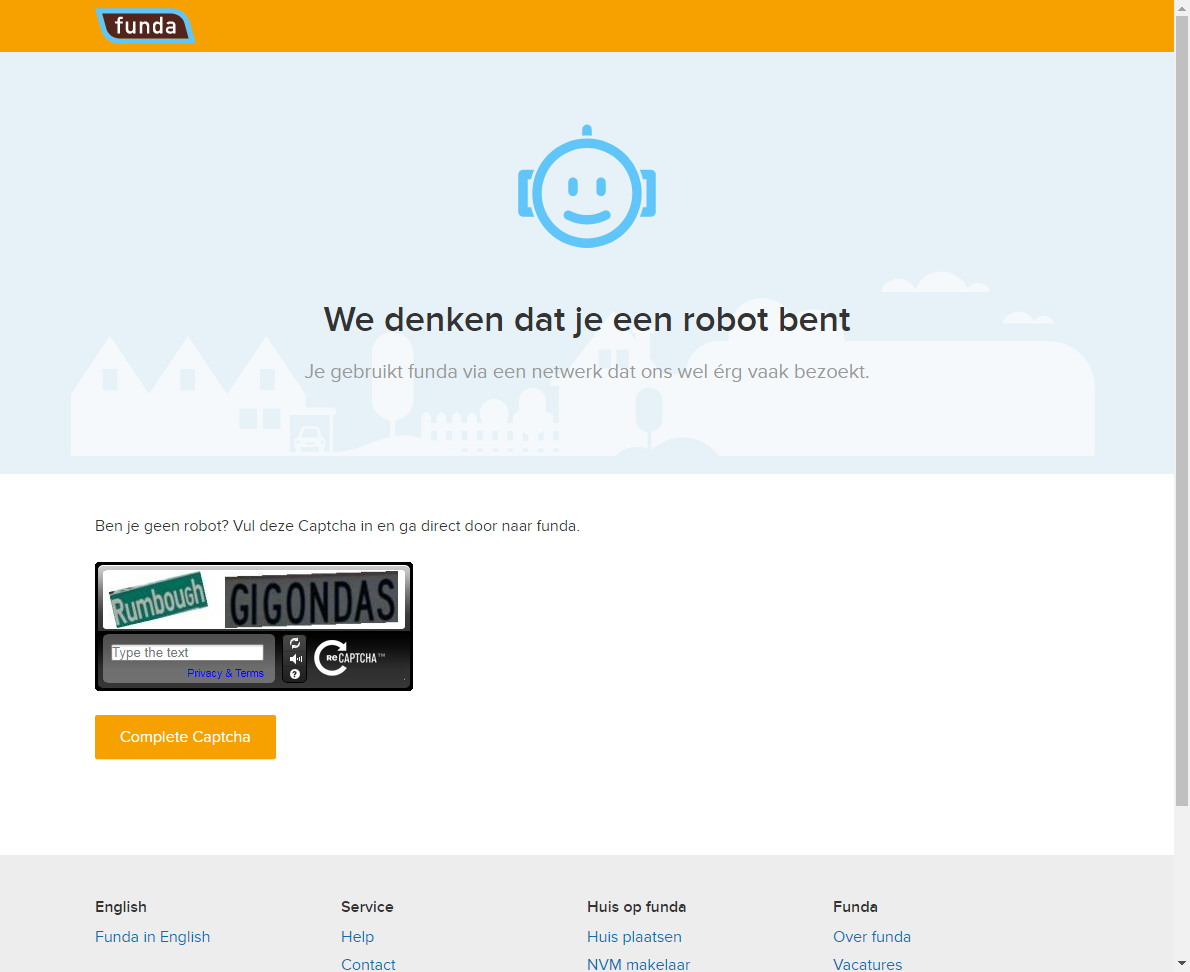 funda
We denken dat je een robot bent
Je gebruikt funda via een netwerk dat ons wel érg vaak bezoekt.
Ben je geen robot? Vul deze Captcha in en ga direct door naar funda.
Rumbough GIGONDAS
Type the text
Privacy & Terms
ReCAPTCHA™
Complete Captcha
English
Funda in English
Service
Help
Contact
Huis op funda
Huis plaatsen
NVM makelaar
Funda
Over funda
Vacatures